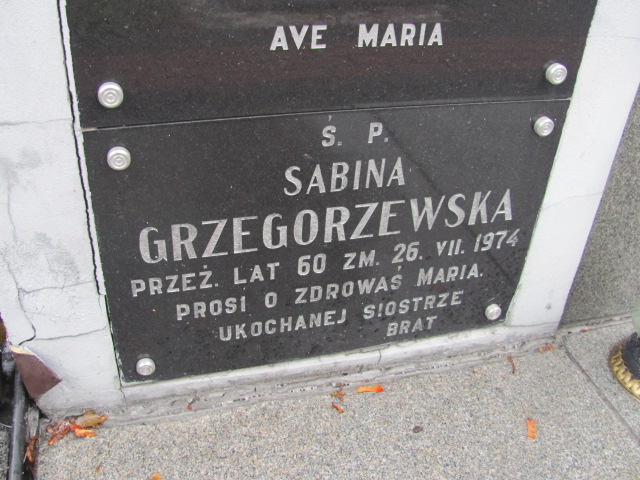 AVE MARIA
Ś. P.
SABINA
GRZEGORZEWSKA
PRZEŻ. LAT 60 ZM. 26. VII. 1974
PROSI O ZDROWAŚ MARIA.
UKOCHANEJ SIOSTRZE
BRAT